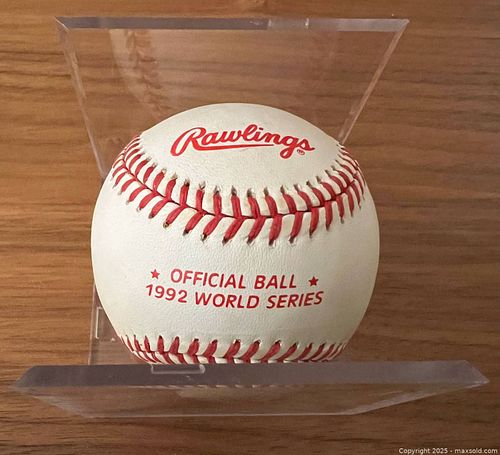 Rawlings®
★ OFFICIAL BALL ★
1992 WORLD SERIES
Copyright 2025 - maxsold.com